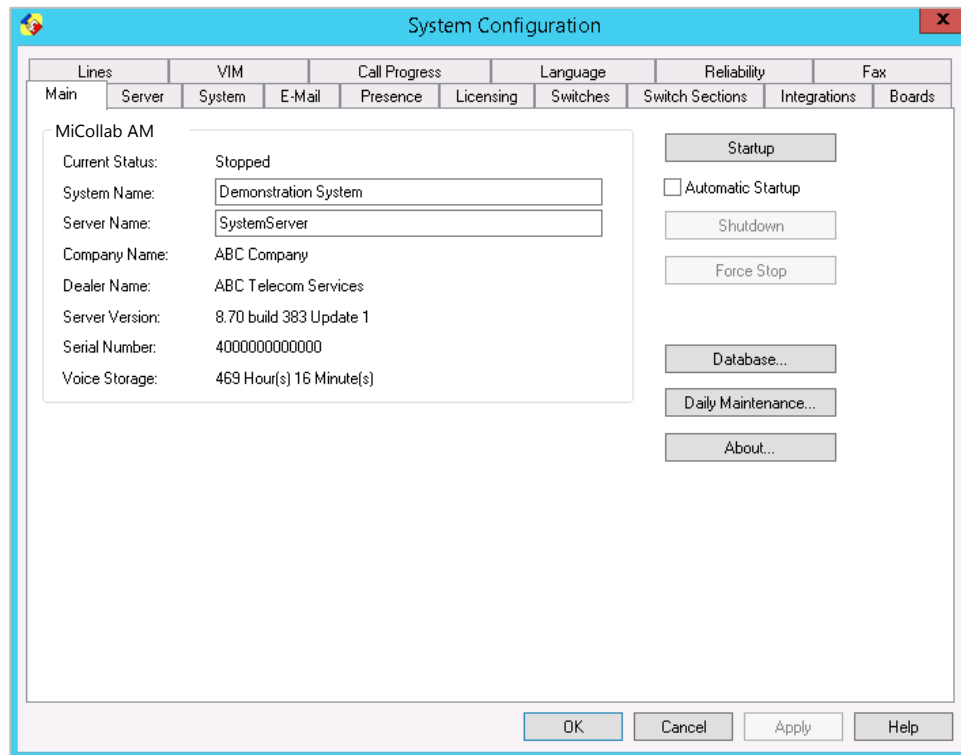 System Configuration
x
Lines VIM Call Progress Language Reliability Fax
Main Server System E-Mail Presence Licensing Switches Switch Sections Integrations Boards
MiCollab AM
Current Status: Stopped
System Name: Demonstration System
Server Name: SystemServer
Company Name: ABC Company
Dealer Name: ABC Telecom Services
Server Version: 8.70 build 383 Update 1
Serial Number: 4000000000000
Voice Storage: 469 Hour(s) 16 Minute(s)
Startup
Automatic Startup
Shutdown
Force Stop
Database...
Daily Maintenance...
About...
OK Cancel Apply Help